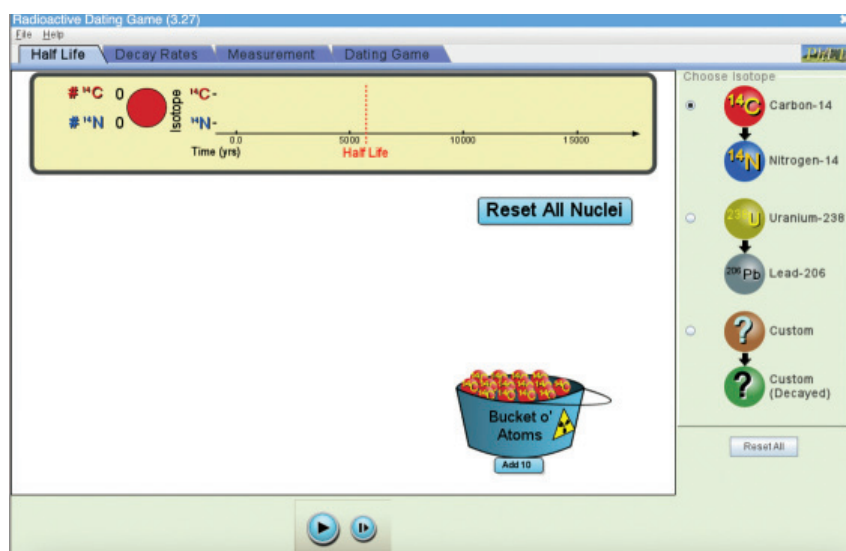 Radioactive Dating Game (3.27)
File Help
Half Life Decay Rates Measurement Dating Game
# ¹⁴C 0
# ¹⁴N 0
Isotope
¹⁴C-
¹⁴N-
0.0 5000 10000 15000
Time (yrs)
Half Life
Reset All Nuclei
Bucket o'
Atoms
Add 10
Choose Isotope
¹⁴C Carbon-14
¹⁴N Nitrogen-14
²³⁸U Uranium-238
²⁰⁶Pb Lead-206
? Custom
? Custom
(Decayed)
Reset All